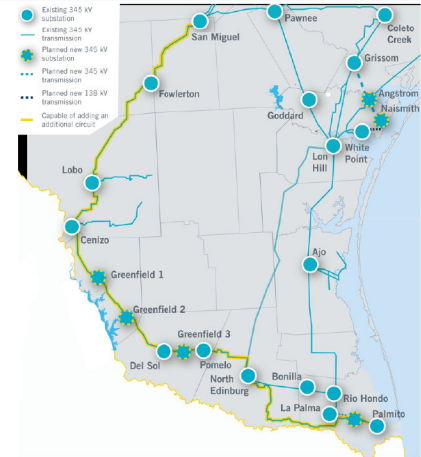 Existing 345 kV
substation
Existing 345 kV
transmission
Planned new 345 kV
substation
Planned new 345 kV
transmission
Planned new 138 kV
transmission
Capable of adding an
additional circuit
San Miguel
Pawnee
Coleto
Creek
Grissom
Fowlerton
Goddard
Angstrom
Naismith
White
Point
Lon
Hill
Lobo
Cenizo
Ajo
Greenfield 1
Greenfield 2
Greenfield 3
Del Sol
Pomelo
North
Edinburg
Bonilla
Rio Hondo
La Palma
Palmito